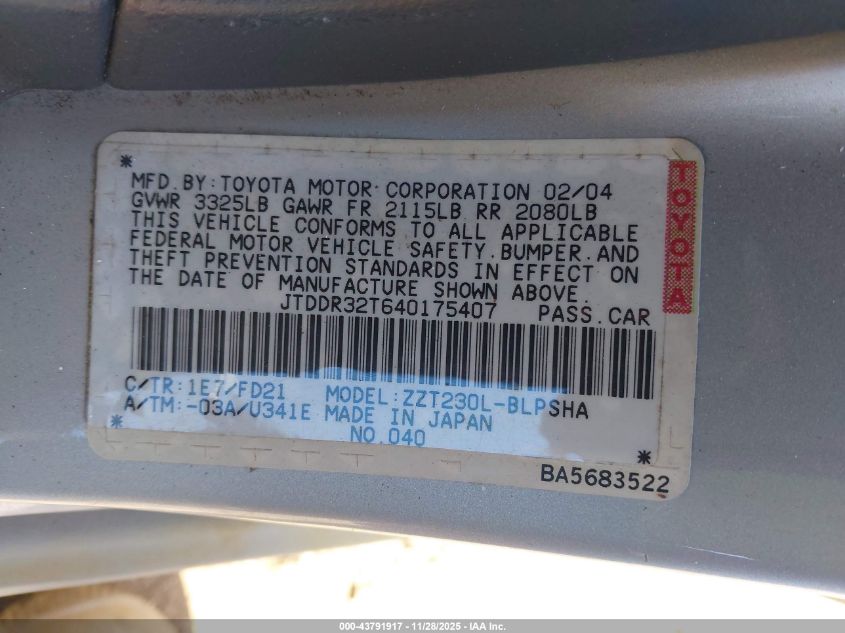 * MFD.BY:TOYOTA MOTOR CORPORATION 02/04
GVWR 3325LB GAWR FR 2115LB RR 2080LB
THIS VEHICLE CONFORMS TO ALL APPLICABLE
FEDERAL MOTOR VEHICLE SAFETY.BUMPER.AND
THEFT PREVENTION STANDARDS IN EFFECT ON
THE DATE OF MANUFACTURE SHOWN ABOVE.
JTDDR32T640175407 PASS.CAR
TOYOTA
C/TR:1E7/FD21 MODEL:ZZT230L-BLPSHA
A/TM:-03A/U341E MADE IN JAPAN
* NO.040 *
BA5683522
000-43791917 | 11/28/2025 - IAA Inc.